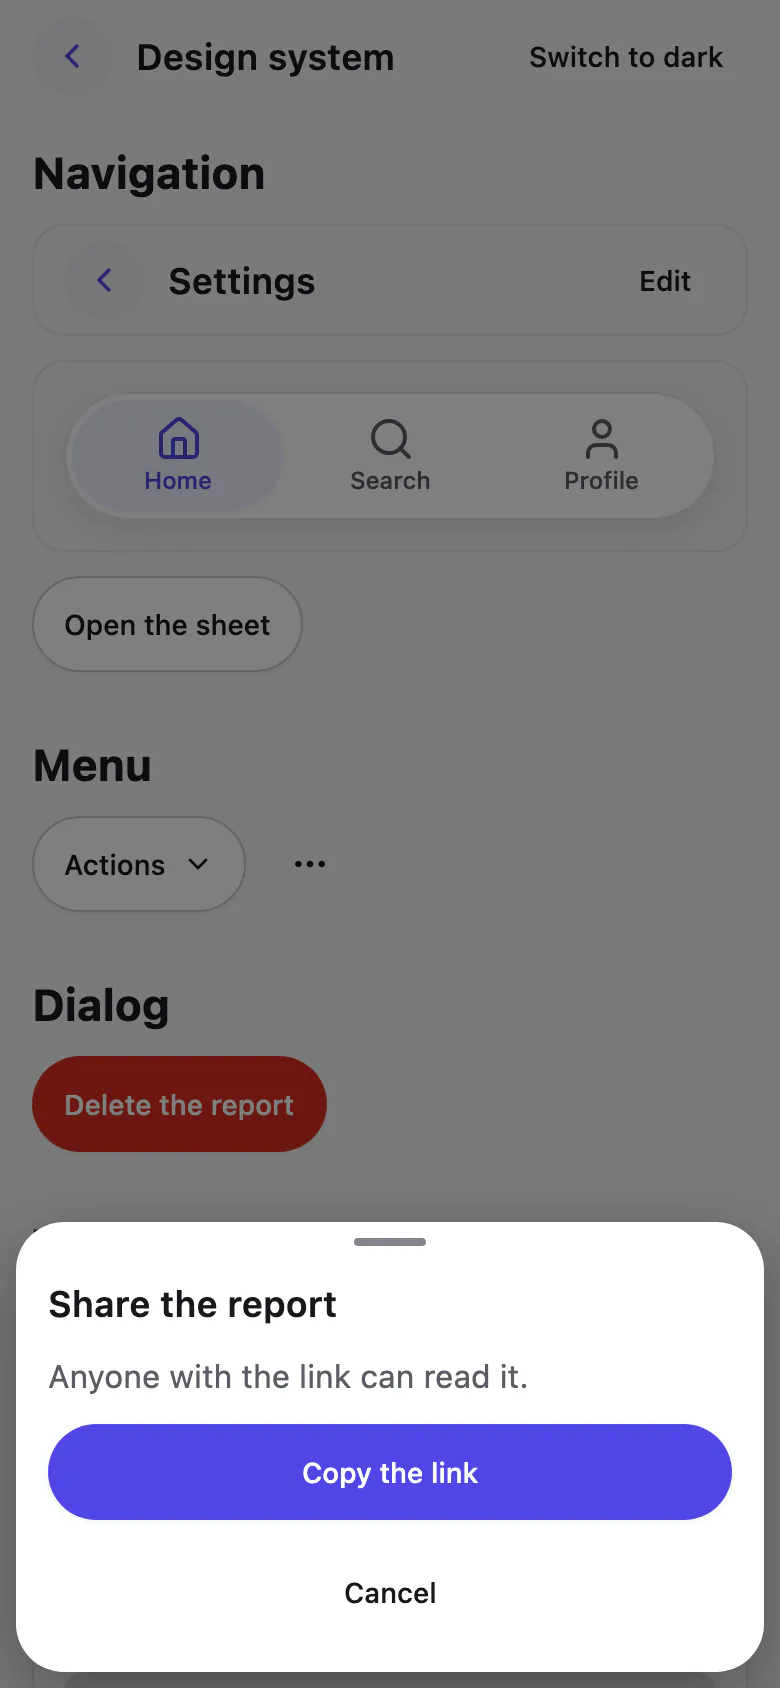 Design system
Switch to dark
Navigation
Settings
Edit
Home
Search
Profile
Open the sheet
Menu
Actions
Dialog
Delete the report
Share the report
Anyone with the link can read it.
Copy the link
Cancel